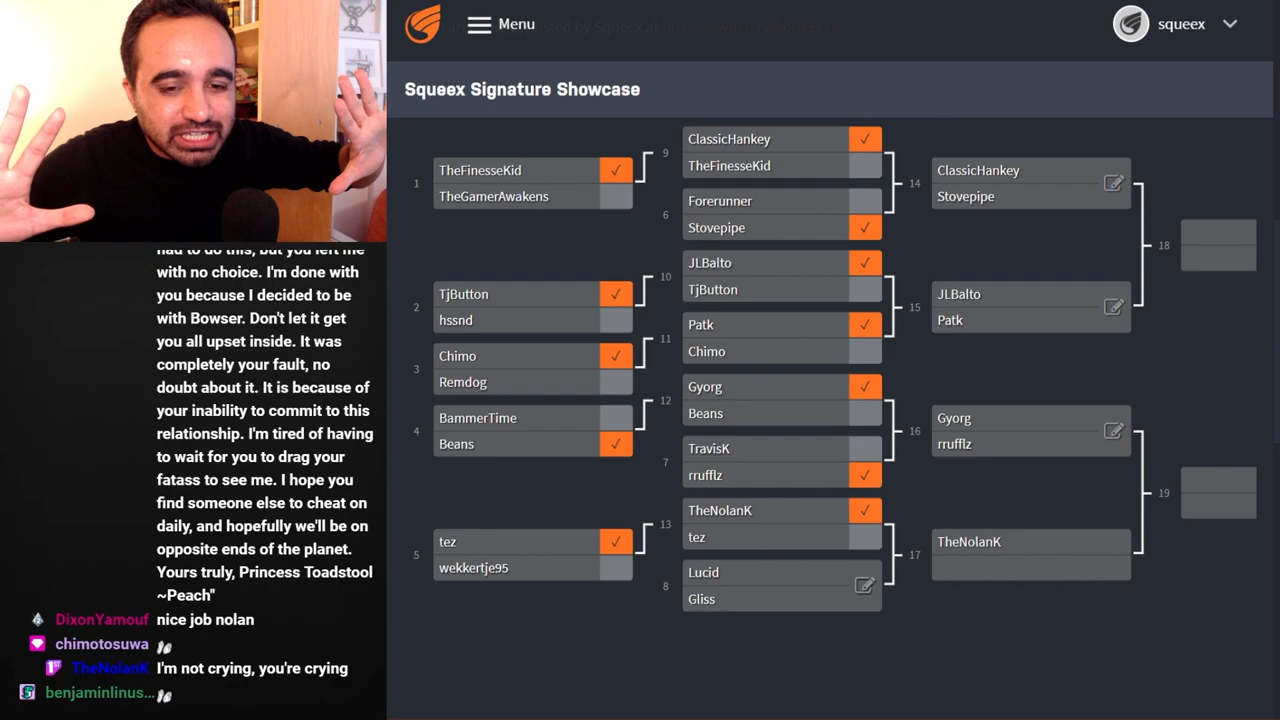 Menu
squeex
Squeex Signature Showcase
1
TheFinesseKid
TheGamerAwakens
2
TjButton
hssnd
3
Chimo
Remdog
4
BammerTime
Beans
5
tez
wekkertje95
9
ClassicHankey
TheFinesseKid
6
Forerunner
Stovepipe
10
JLBalto
TjButton
11
Patk
Chimo
12
Gyorg
Beans
7
TravisK
rrufflz
13
TheNolanK
tez
8
Lucid
Gliss
14
ClassicHankey
Stovepipe
15
JLBalto
Patk
16
Gyorg
rrufflz
17
TheNolanK
18
19
had to do this, but you left me
with no choice. I'm done with
you because I decided to be
with Bowser. Don't let it get
you all upset inside. It was
completely your fault, no
doubt about it. It is because of
your inability to commit to this
relationship. I'm tired of having
to wait for you to drag your
fatass to see me. I hope you
find someone else to cheat on
daily, and hopefully we'll be on
opposite ends of the planet.
Yours truly, Princess Toadstool
~Peach"
DixonYamouf nice job nolan
chimotosuwa
TheNolanK I'm not crying, you're crying
benjaminlinus...